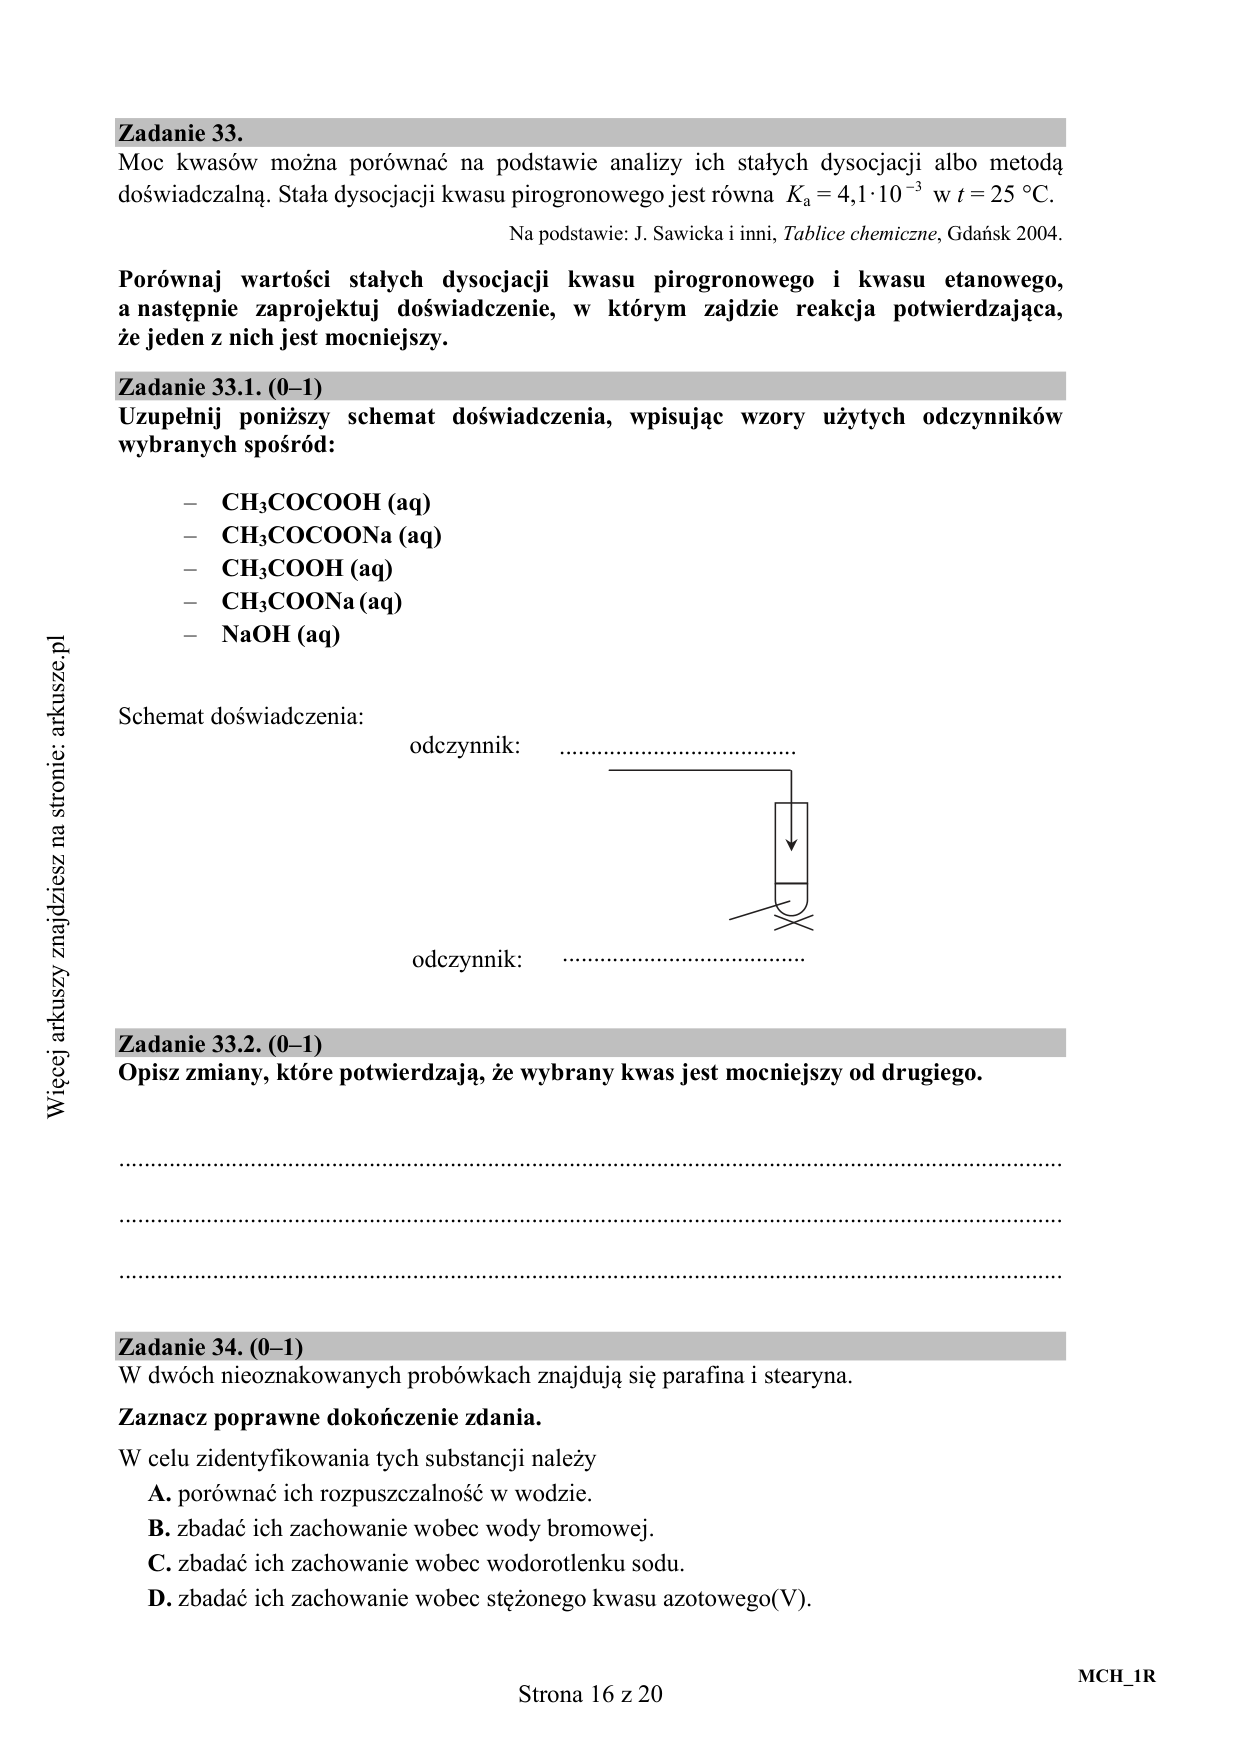 Zadanie 33.
Moc kwasów można porównać na podstawie analizy ich stałych dysocjacji albo metodą
doświadczalną. Stała dysocjacji kwasu pirogronowego jest równa Kₐ = 4,1·10⁻³ w t = 25 °C.
Na podstawie: J. Sawicka i inni, Tablice chemiczne, Gdańsk 2004.
Porównaj wartości stałych dysocjacji kwasu pirogronowego i kwasu etanowego,
a następnie zaprojektuj doświadczenie, w którym zajdzie reakcja potwierdzająca,
że jeden z nich jest mocniejszy.
Zadanie 33.1. (0–1)
Uzupełnij poniższy schemat doświadczenia, wpisując wzory użytych odczynników
wybranych spośród:
– CH₃COCOOH (aq)
– CH₃COCOONa (aq)
– CH₃COOH (aq)
– CH₃COONa (aq)
– NaOH (aq)
Schemat doświadczenia:
odczynnik: ......................................
odczynnik: .......................................
Zadanie 33.2. (0–1)
Opisz zmiany, które potwierdzają, że wybrany kwas jest mocniejszy od drugiego.
.......................................................................................................................................................
.......................................................................................................................................................
.......................................................................................................................................................
Zadanie 34. (0–1)
W dwóch nieoznakowanych probówkach znajdują się parafina i stearyna.
Zaznacz poprawne dokończenie zdania.
W celu zidentyfikowania tych substancji należy
A. porównać ich rozpuszczalność w wodzie.
B. zbadać ich zachowanie wobec wody bromowej.
C. zbadać ich zachowanie wobec wodorotlenku sodu.
D. zbadać ich zachowanie wobec stężonego kwasu azotowego(V).
MCH_1R
Strona 16 z 20
Więcej arkuszy znajdziesz na stronie: arkusze.pl